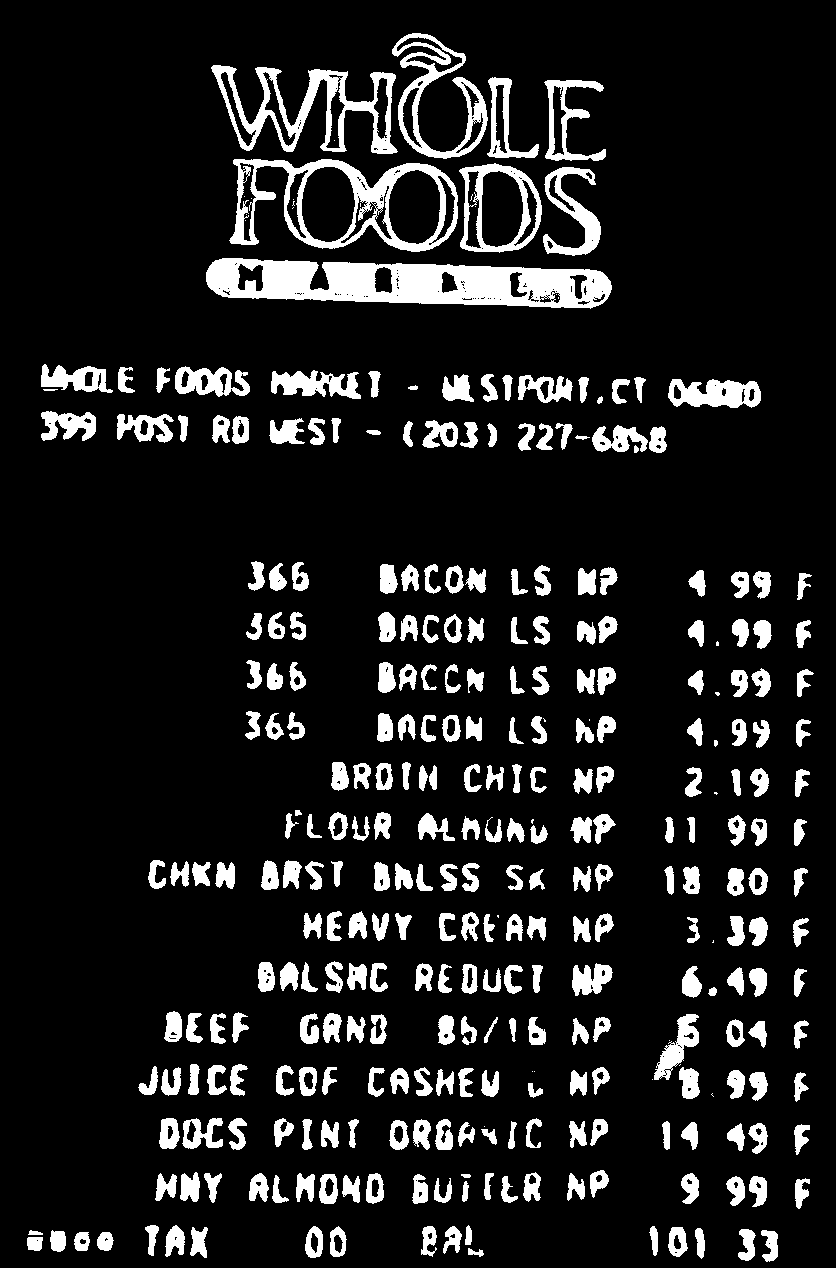 WHOLE
FOODS
MARKET
WHOLE FOODS MARKET - WESTPORT,CT 06880
399 POST RD WEST - (203) 227-6858
365 BACON LS NP 4.99 F
365 BACON LS NP 4.99 F
365 BACON LS NP 4.99 F
365 BACON LS NP 4.99 F
BROTH CHIC NP 2.19 F
FLOUR ALMOND NP 11.99 F
CHKN BRST BNLSS SK NP 18.80 F
HEAVY CREAM NP 3.39 F
BALSMC REDUCT NP 6.49 F
BEEF GRND 85/15 NP 5.04 F
JUICE COF CASHEW C NP 8.99 F
DOCS PINT ORGANIC NP 14.49 F
HNY ALMOND BUTTER NP 9.99 F
**** TAX .00 BAL 101.33